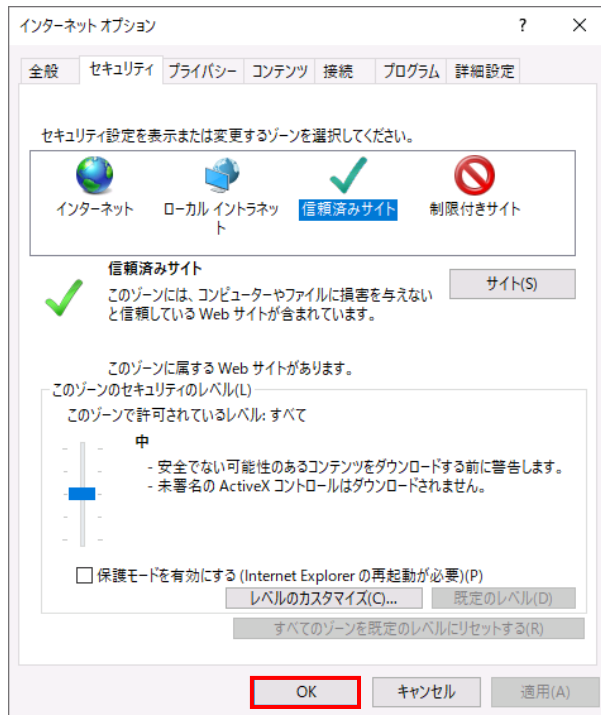 インターネット オプション ? ×
全般 セキュリティ プライバシー コンテンツ 接続 プログラム 詳細設定
セキュリティ設定を表示または変更するゾーンを選択してください。
インターネット ローカル イントラネッ 信頼済みサイト 制限付きサイト
ト
信頼済みサイト
サイト(S)
このゾーンには、コンピューターやファイルに損害を与えない
と信頼している Web サイトが含まれています。
このゾーンに属する Web サイトがあります。
このゾーンのセキュリティのレベル(L)
このゾーンで許可されているレベル: すべて
中
- 安全でない可能性のあるコンテンツをダウンロードする前に警告します。
- 未署名の ActiveX コントロールはダウンロードされません。
保護モードを有効にする (Internet Explorer の再起動が必要)(P)
レベルのカスタマイズ(C)... 既定のレベル(D)
すべてのゾーンを既定のレベルにリセットする(R)
OK キャンセル 適用(A)